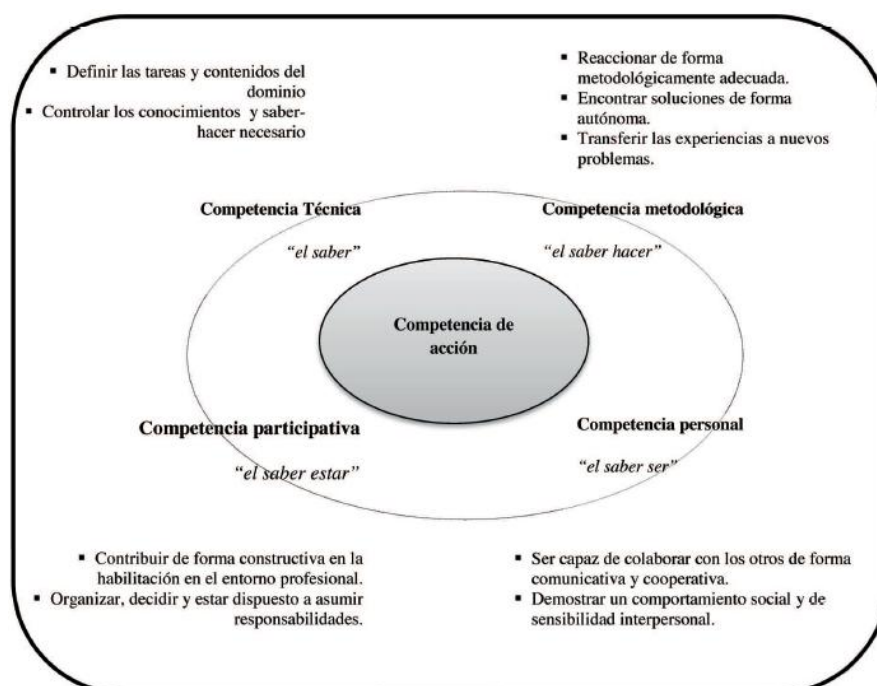 ▪ Definir las tareas y contenidos del
dominio
▪ Controlar los conocimientos y saber-
hacer necesario
▪ Reaccionar de forma
metodológicamente adecuada.
▪ Encontrar soluciones de forma
autónoma.
▪ Transferir las experiencias a nuevos
problemas.
Competencia Técnica
“el saber”
Competencia metodológica
“el saber hacer”
Competencia de
acción
Competencia participativa
“el saber estar”
Competencia personal
“el saber ser”
▪ Contribuir de forma constructiva en la
habilitación en el entorno profesional.
▪ Organizar, decidir y estar dispuesto a asumir
responsabilidades.
▪ Ser capaz de colaborar con los otros de forma
comunicativa y cooperativa.
▪ Demostrar un comportamiento social y de
sensibilidad interpersonal.